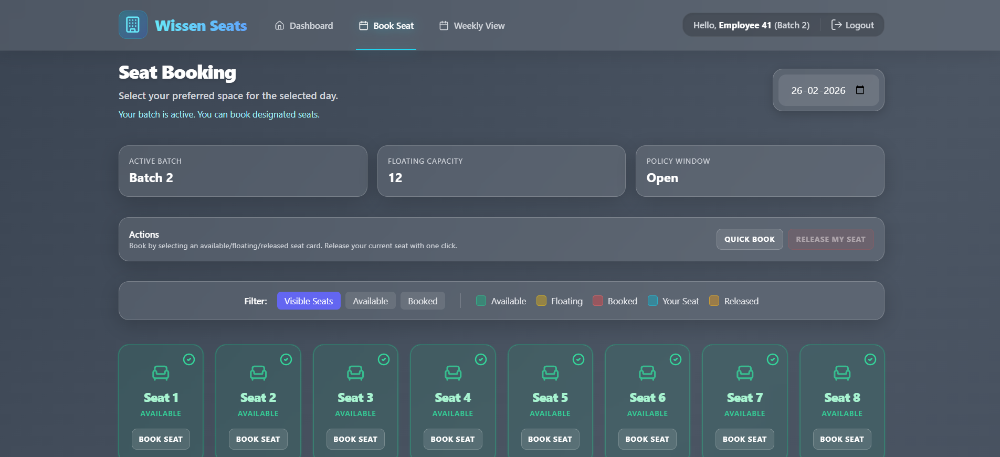 Wissen Seats
Dashboard
Book Seat
Weekly View
Hello, Employee 41 (Batch 2)
Logout
Seat Booking
Select your preferred space for the selected day.
Your batch is active. You can book designated seats.
26-02-2026
ACTIVE BATCH
Batch 2
FLOATING CAPACITY
12
POLICY WINDOW
Open
Actions
Book by selecting an available/floating/released seat card. Release your current seat with one click.
QUICK BOOK
RELEASE MY SEAT
Filter:
Visible Seats
Available
Booked
Available
Floating
Booked
Your Seat
Released
Seat 1
AVAILABLE
BOOK SEAT
Seat 2
AVAILABLE
BOOK SEAT
Seat 3
AVAILABLE
BOOK SEAT
Seat 4
AVAILABLE
BOOK SEAT
Seat 5
AVAILABLE
BOOK SEAT
Seat 6
AVAILABLE
BOOK SEAT
Seat 7
AVAILABLE
BOOK SEAT
Seat 8
AVAILABLE
BOOK SEAT